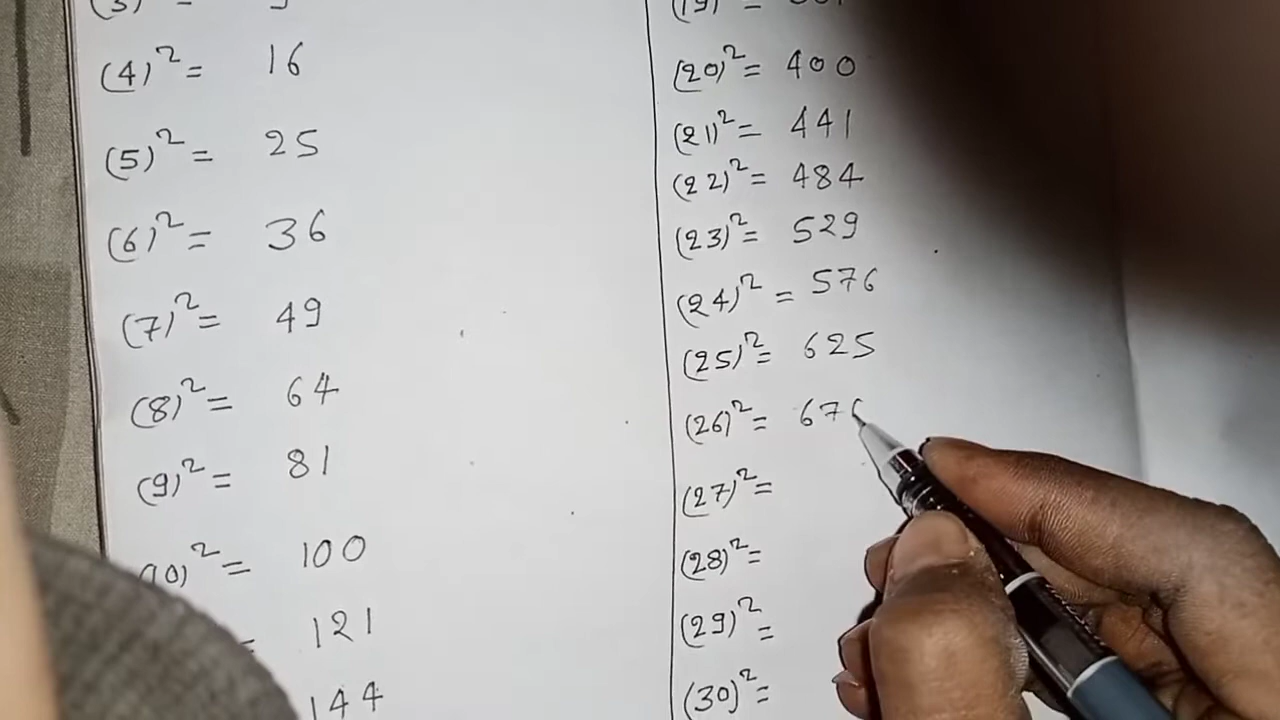 (4)² = 16
(5)² = 25
(6)² = 36
(7)² = 49
(8)² = 64
(9)² = 81
10)² = 100
= 121
144
(20)² = 400
(21)² = 441
(22)² = 484
(23)² = 529
(24)² = 576
(25)² = 625
(26)² = 676
(27)² =
(28)² =
(29)² =
(30)² =